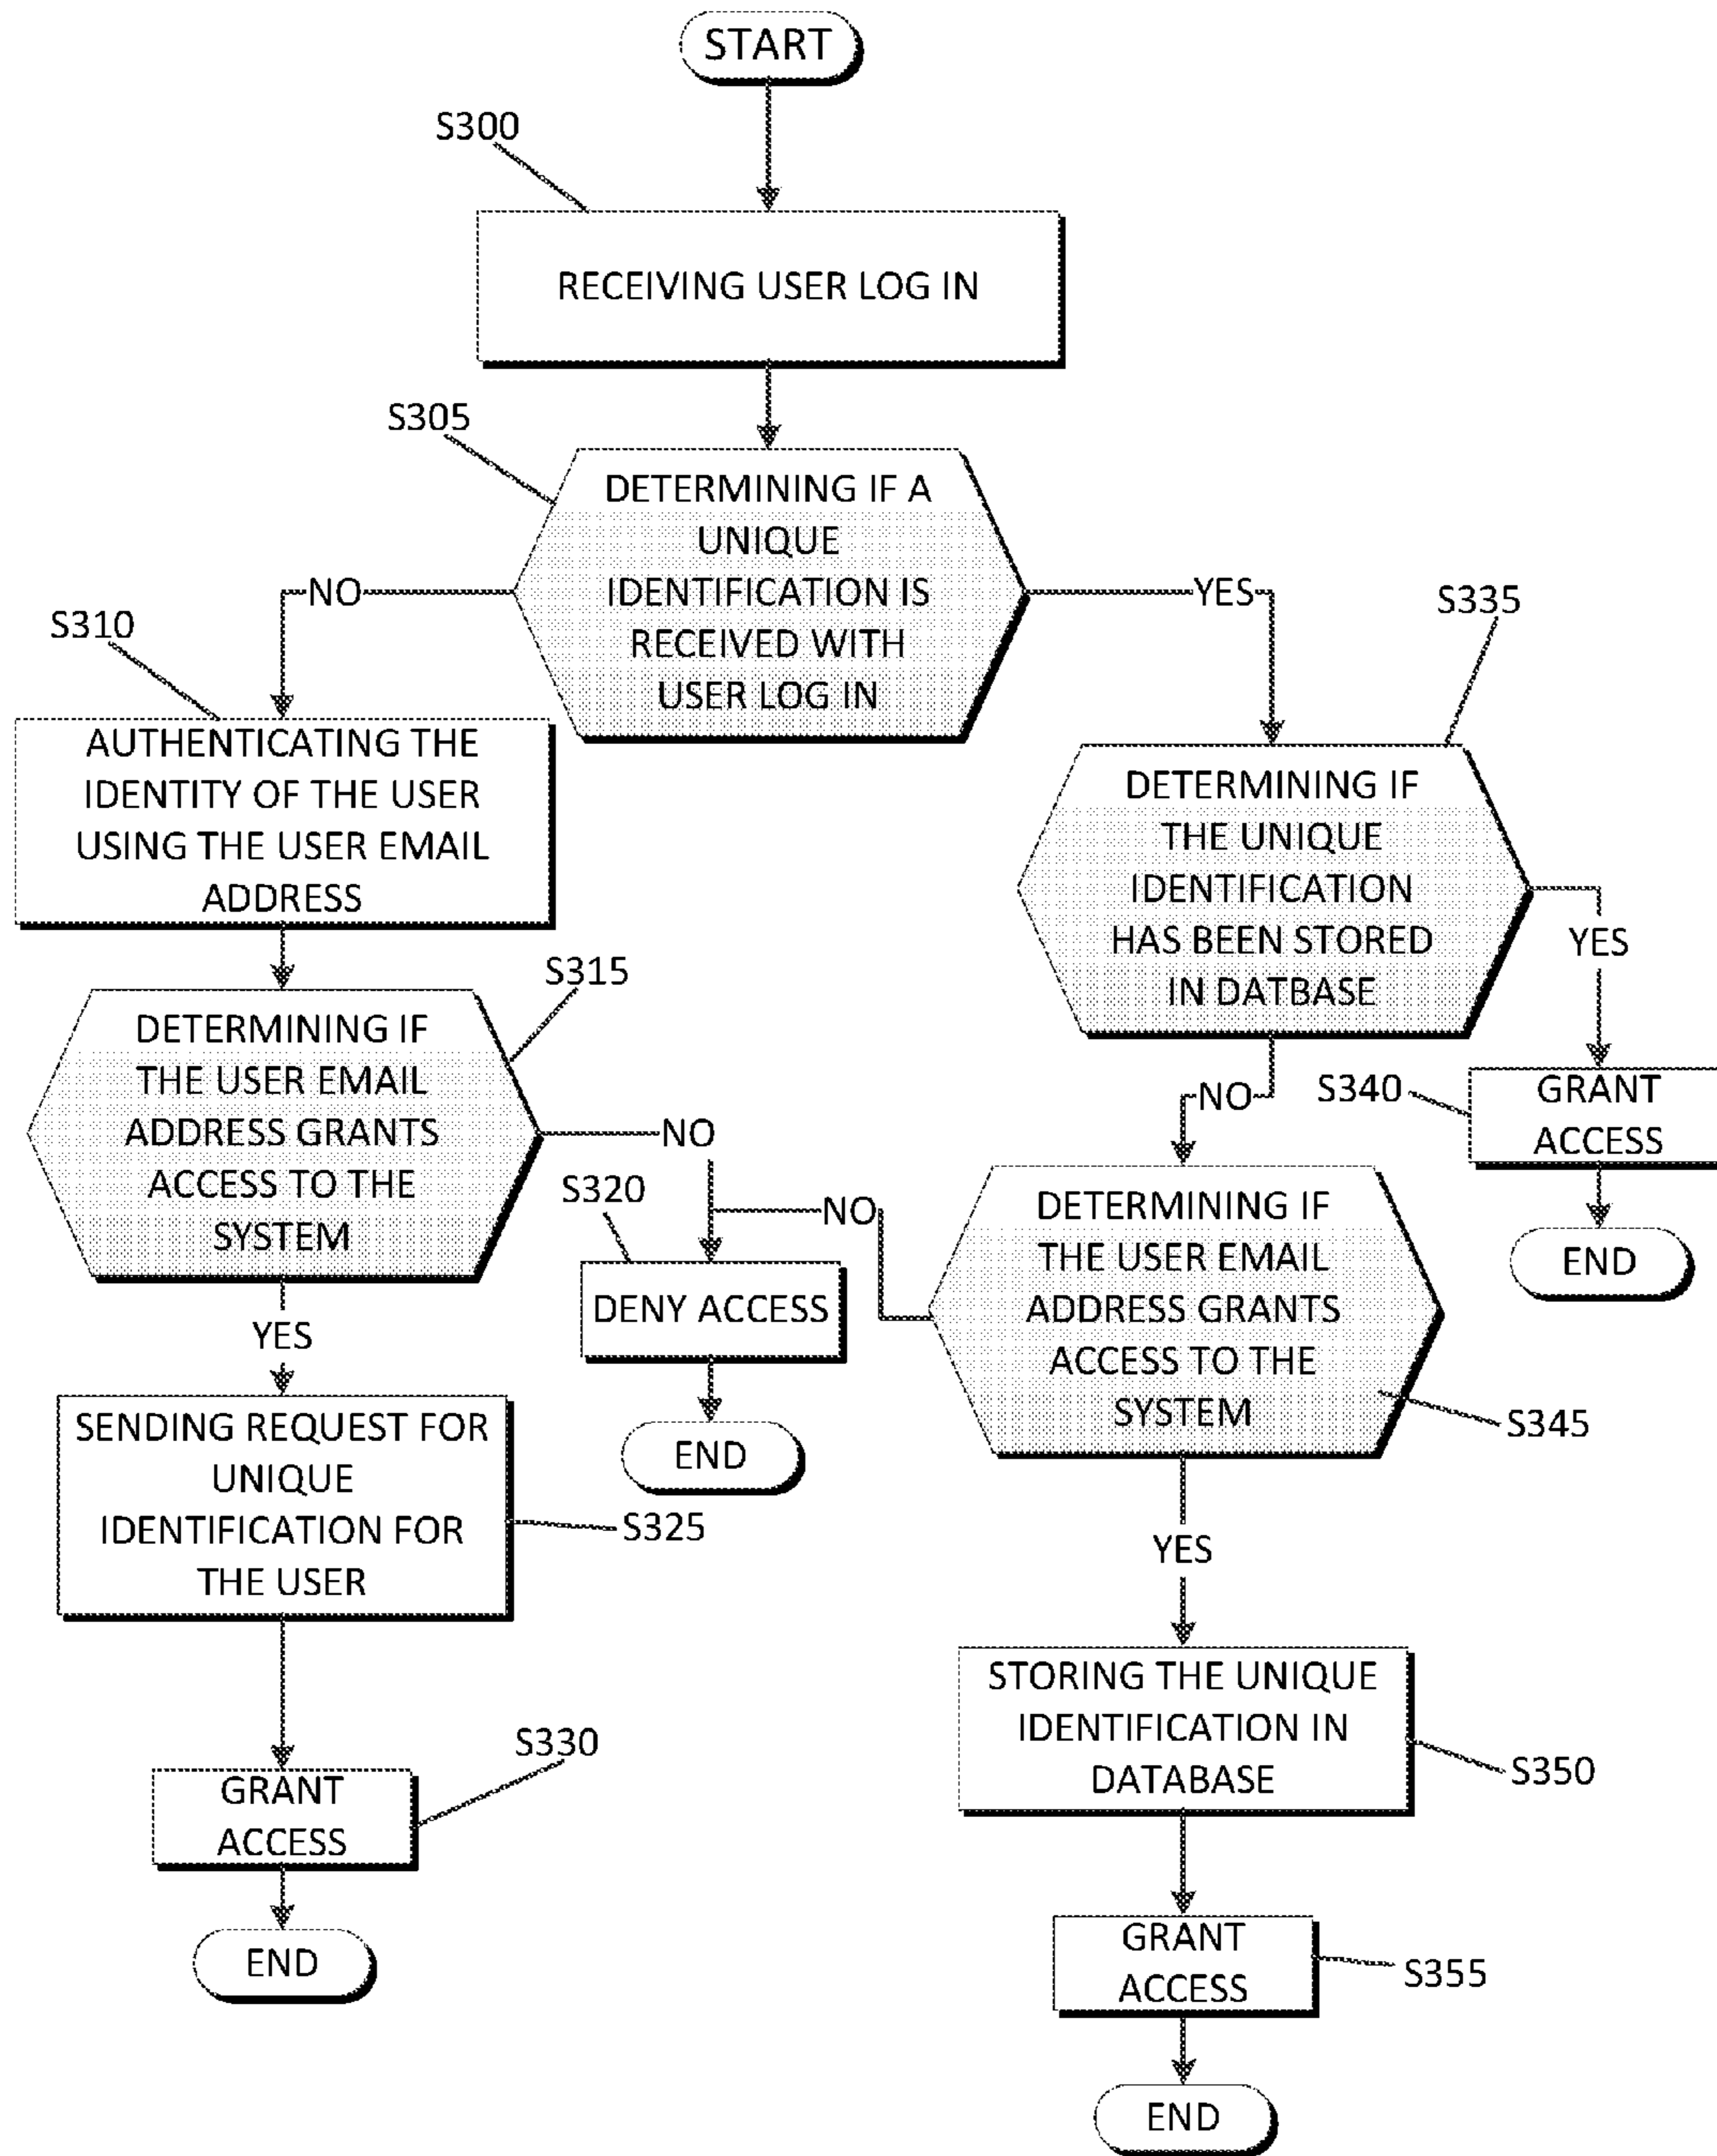 START
S300
RECEIVING USER LOG IN
S305
DETERMINING IF A
UNIQUE
IDENTIFICATION IS
RECEIVED WITH
USER LOG IN
NO
YES
S310
AUTHENTICATING THE
IDENTITY OF THE USER
USING THE USER EMAIL
ADDRESS
S335
DETERMINING IF
THE UNIQUE
IDENTIFICATION
HAS BEEN STORED
IN DATBASE
YES
NO
S340
GRANT
ACCESS
END
S315
DETERMINING IF
THE USER EMAIL
ADDRESS GRANTS
ACCESS TO THE
SYSTEM
NO
S320
DENY ACCESS
END
NO
DETERMINING IF
THE USER EMAIL
ADDRESS GRANTS
ACCESS TO THE
SYSTEM
S345
YES
SENDING REQUEST FOR
UNIQUE
IDENTIFICATION FOR
THE USER
S325
YES
STORING THE UNIQUE
IDENTIFICATION IN
DATABASE
S350
S330
GRANT
ACCESS
END
GRANT
ACCESS
S355
END